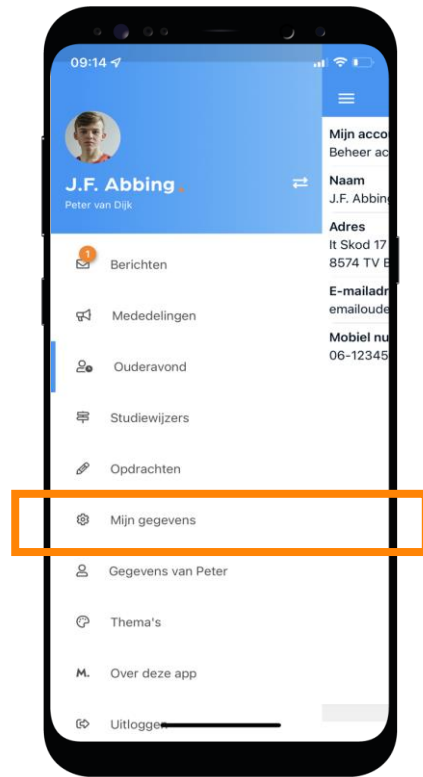 09:14
J.F. Abbing.
Peter van Dijk
1
Berichten
Mededelingen
Ouderavond
Studiewijzers
Opdrachten
Mijn gegevens
Gegevens van Peter
Thema's
M. Over deze app
Uitloggen
Mijn acco
Beheer ac
Naam
J.F. Abbin
Adres
It Skod 17
8574 TV
E-mailadr
emailoude
Mobiel nu
06-12345